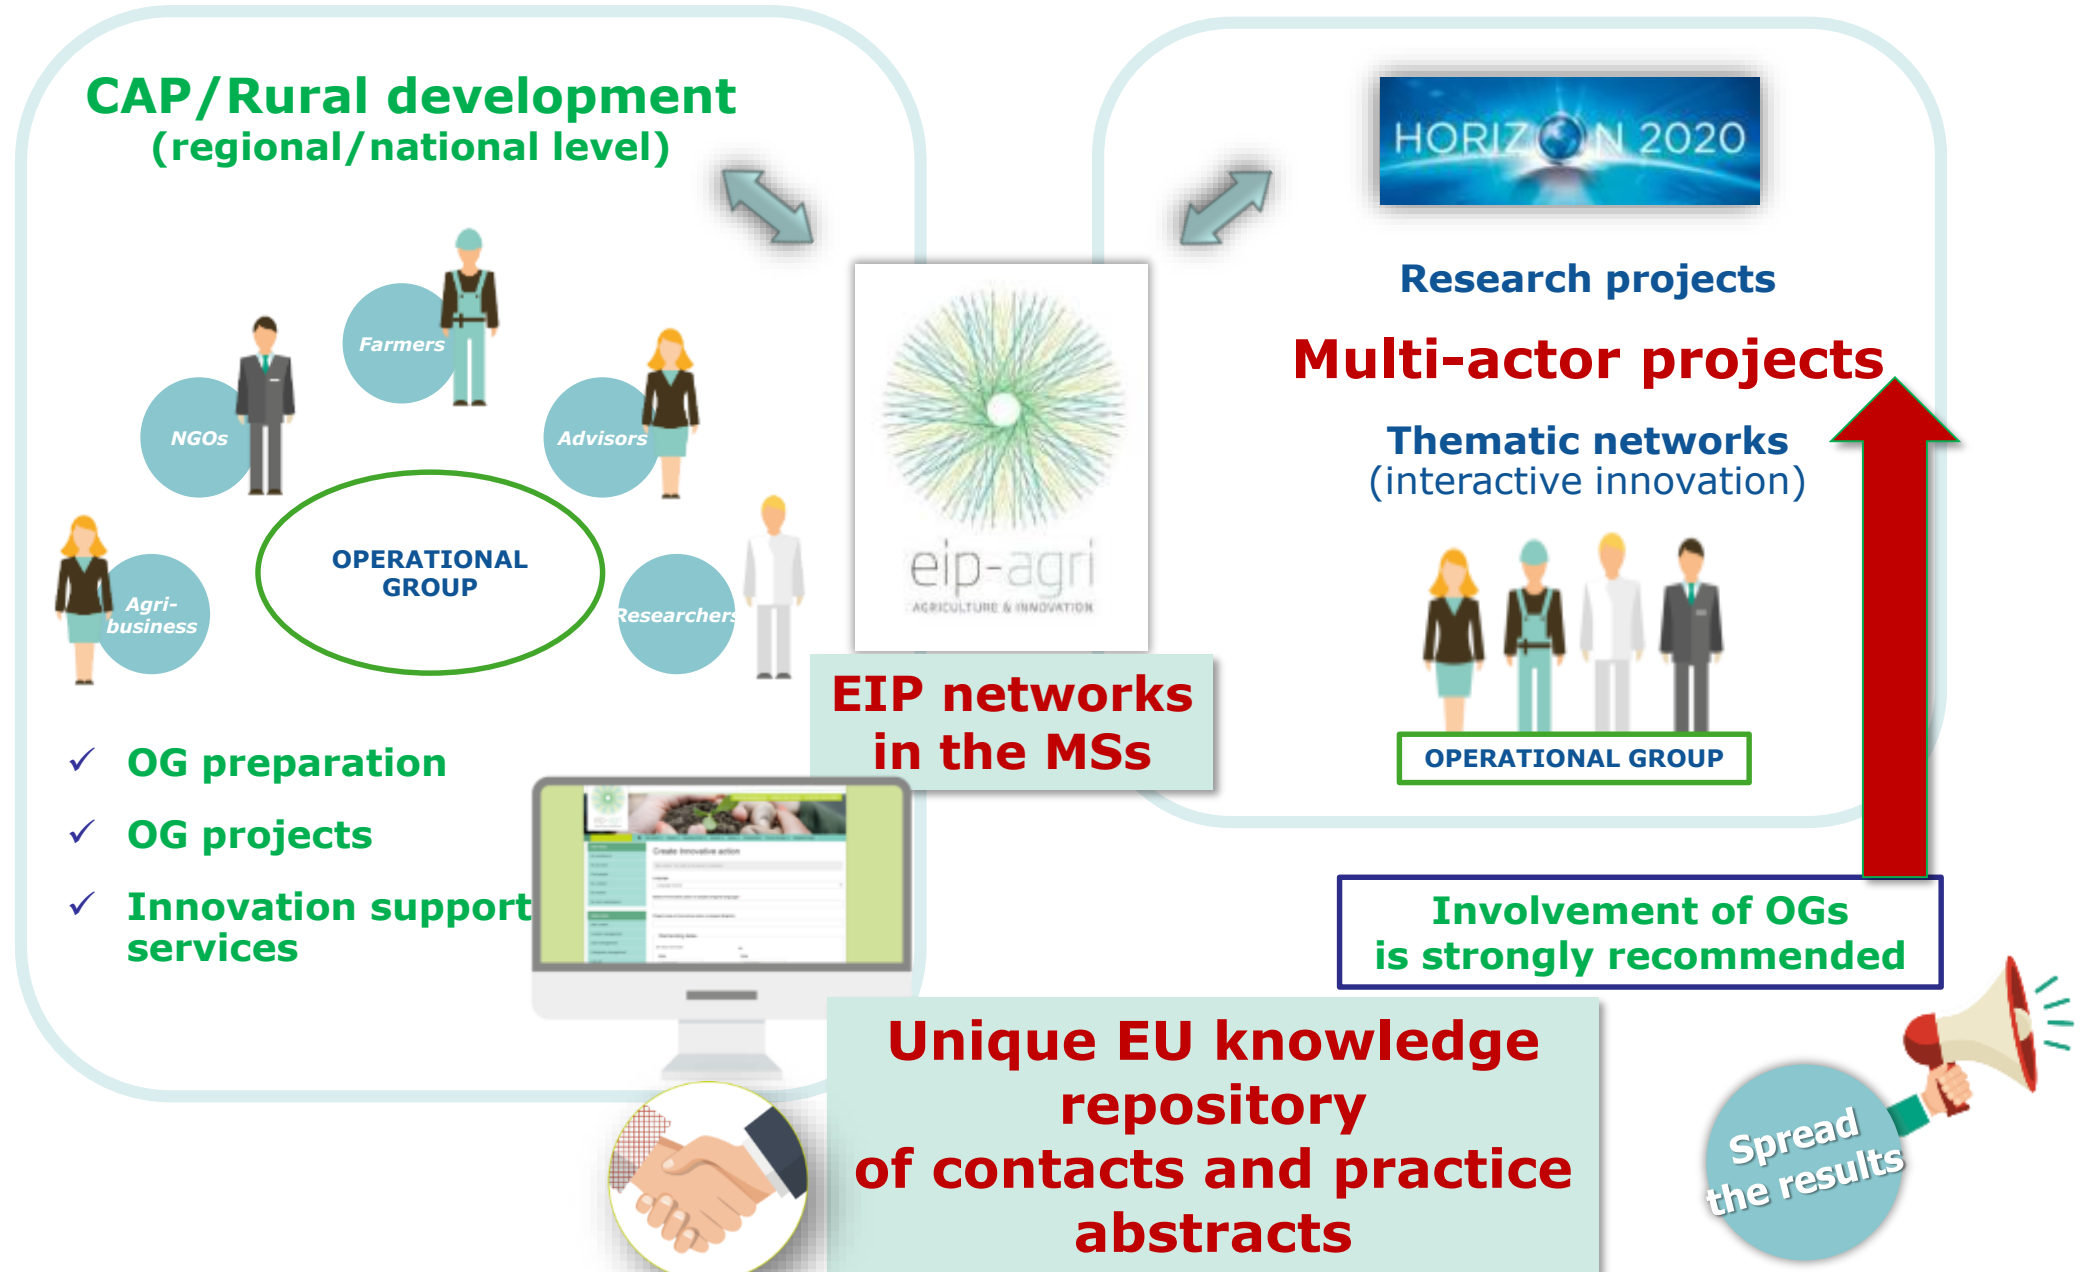 CAP/Rural development
(regional/national level)
Farmers
NGOs
Advisors
OPERATIONAL
GROUP
Agri-
business
Researchers
✓ OG preparation
✓ OG projects
✓ Innovation support
services
eip-agri
AGRICULTURE & INNOVATION
EIP networks
in the MSs
Create Innovative action
HORIZON 2020
Research projects
Multi-actor projects
Thematic networks
(interactive innovation)
OPERATIONAL GROUP
Involvement of OGs
is strongly recommended
Unique EU knowledge
repository
of contacts and practice
abstracts
Spread
the results